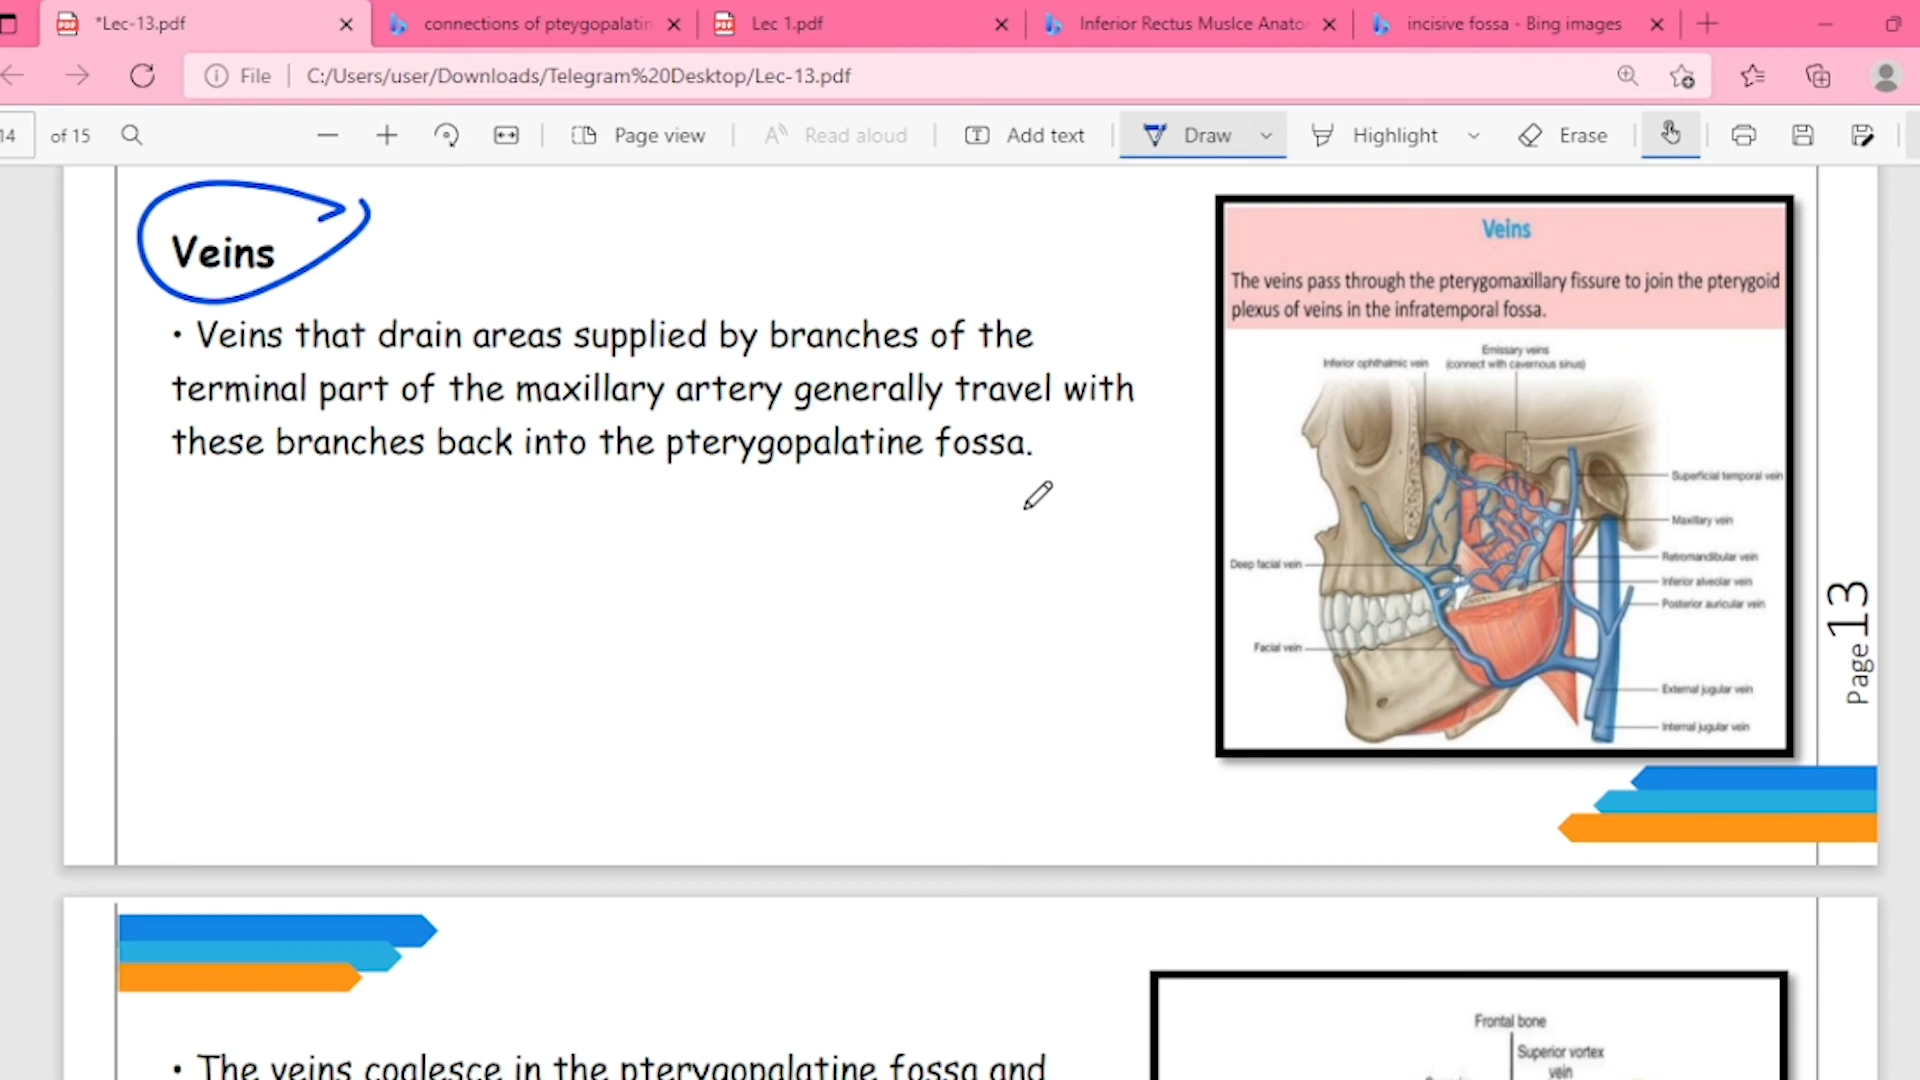 *Lec-13.pdf
connections of pteygopalatin
Lec 1.pdf
Inferior Rectus Muslce Anato
incisive fossa - Bing images
File
C:/Users/user/Downloads/Telegram%20Desktop/Lec-13.pdf
14 of 15
Page view
Read aloud
Add text
Draw
Highlight
Erase
Veins
• Veins that drain areas supplied by branches of the
terminal part of the maxillary artery generally travel with
these branches back into the pterygopalatine fossa.
Veins
The veins pass through the pterygomaxillary fissure to join the pterygoid
plexus of veins in the infratemporal fossa.
Inferior ophthalmic vein
Emissary veins
(connect with cavernous sinus)
Superficial temporal vein
Maxillary vein
Retromandibular vein
Inferior alveolar vein
Posterior auricular vein
Deep facial vein
Facial vein
External jugular vein
Internal jugular vein
Page 13
• The veins coalesce in the pterygopalatine fossa and
Frontal bone
Superior vortex
vein